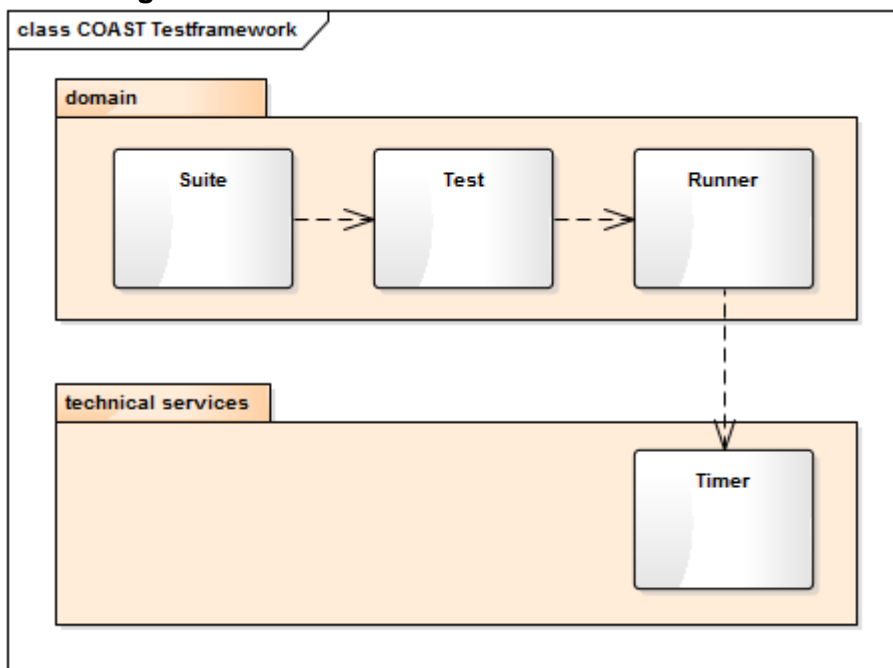 class COAST Testframework
domain
Suite
Test
Runner
technical services
Timer